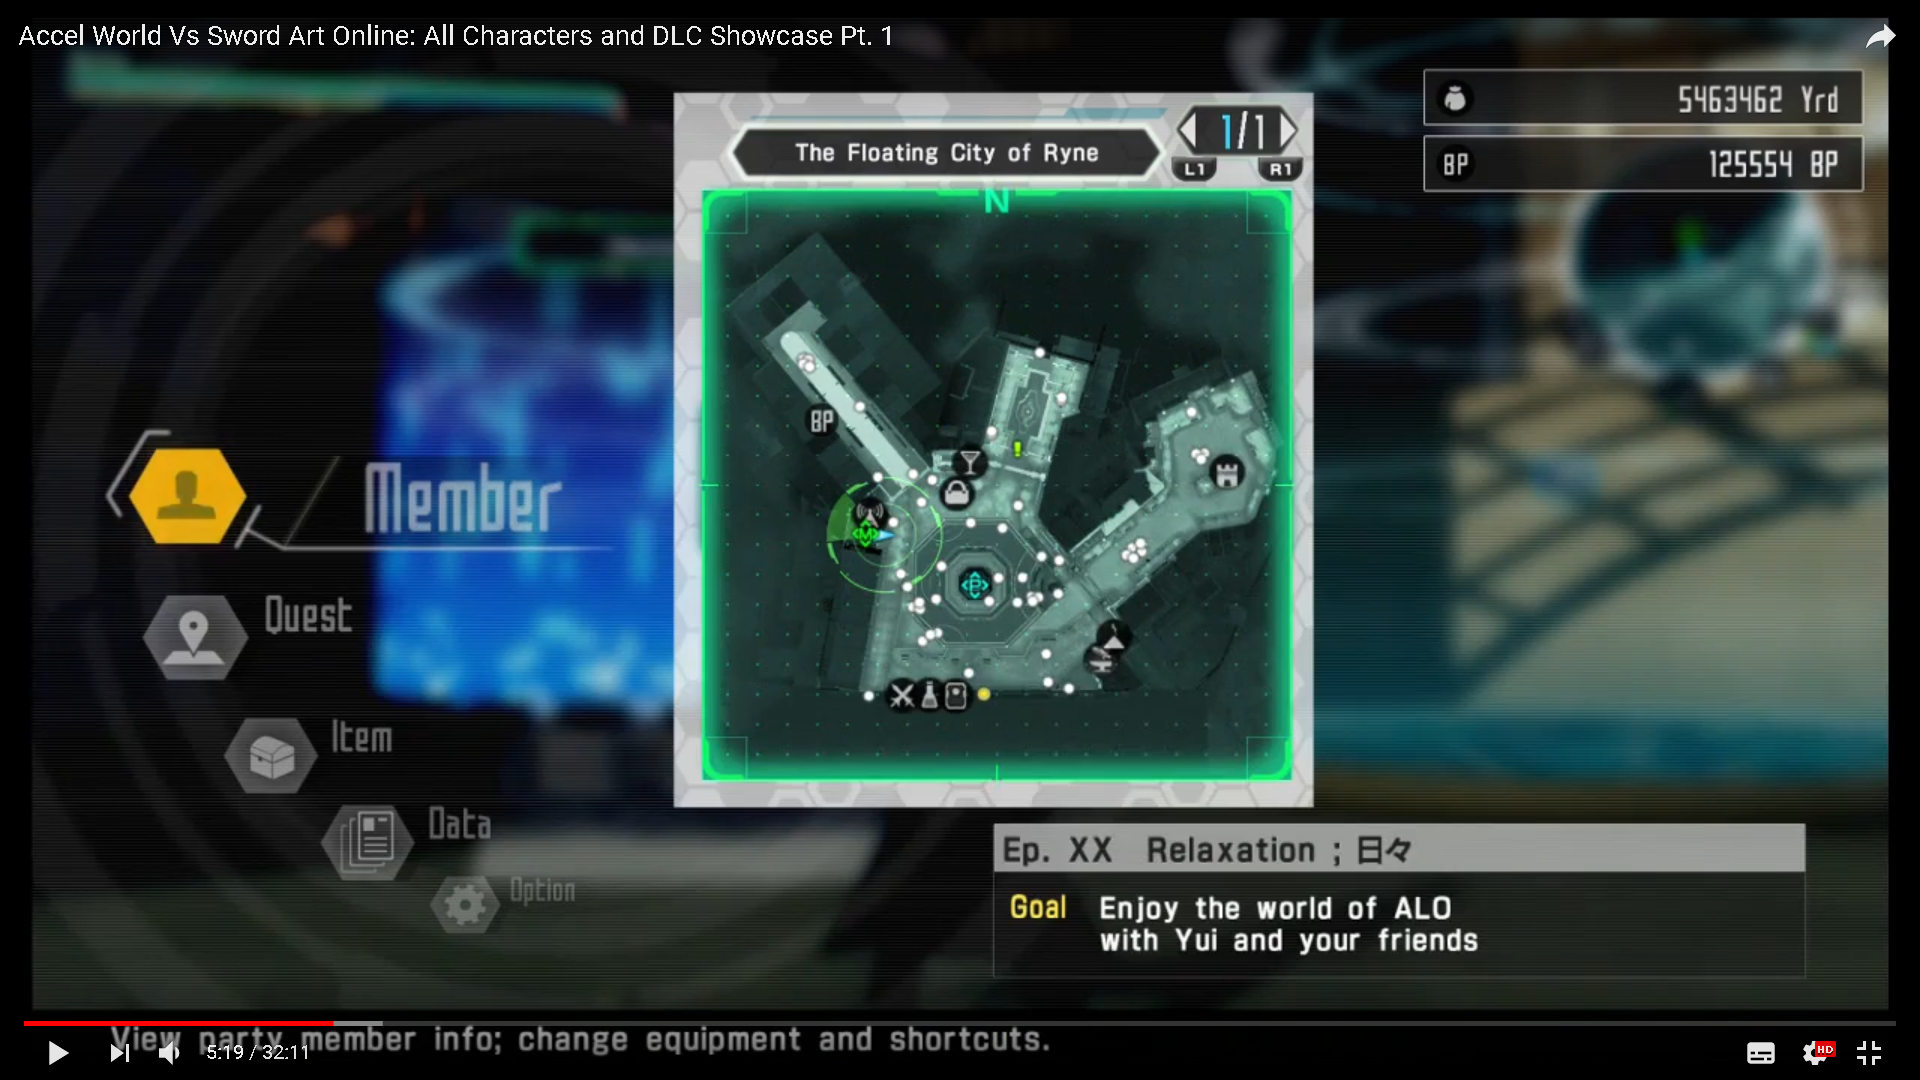 Accel World Vs Sword Art Online: All Characters and DLC Showcase Pt. 1
5463462 Yrd
BP 125554 BP
The Floating City of Ryne
1/1
L1 R1
N
BP
M
P
Member
Quest
Item
Data
Option
Ep. XX Relaxation ; 日々
Goal Enjoy the world of ALO
with Yui and your friends
View party member info; change equipment and shortcuts.
5:19 / 32:11
HD